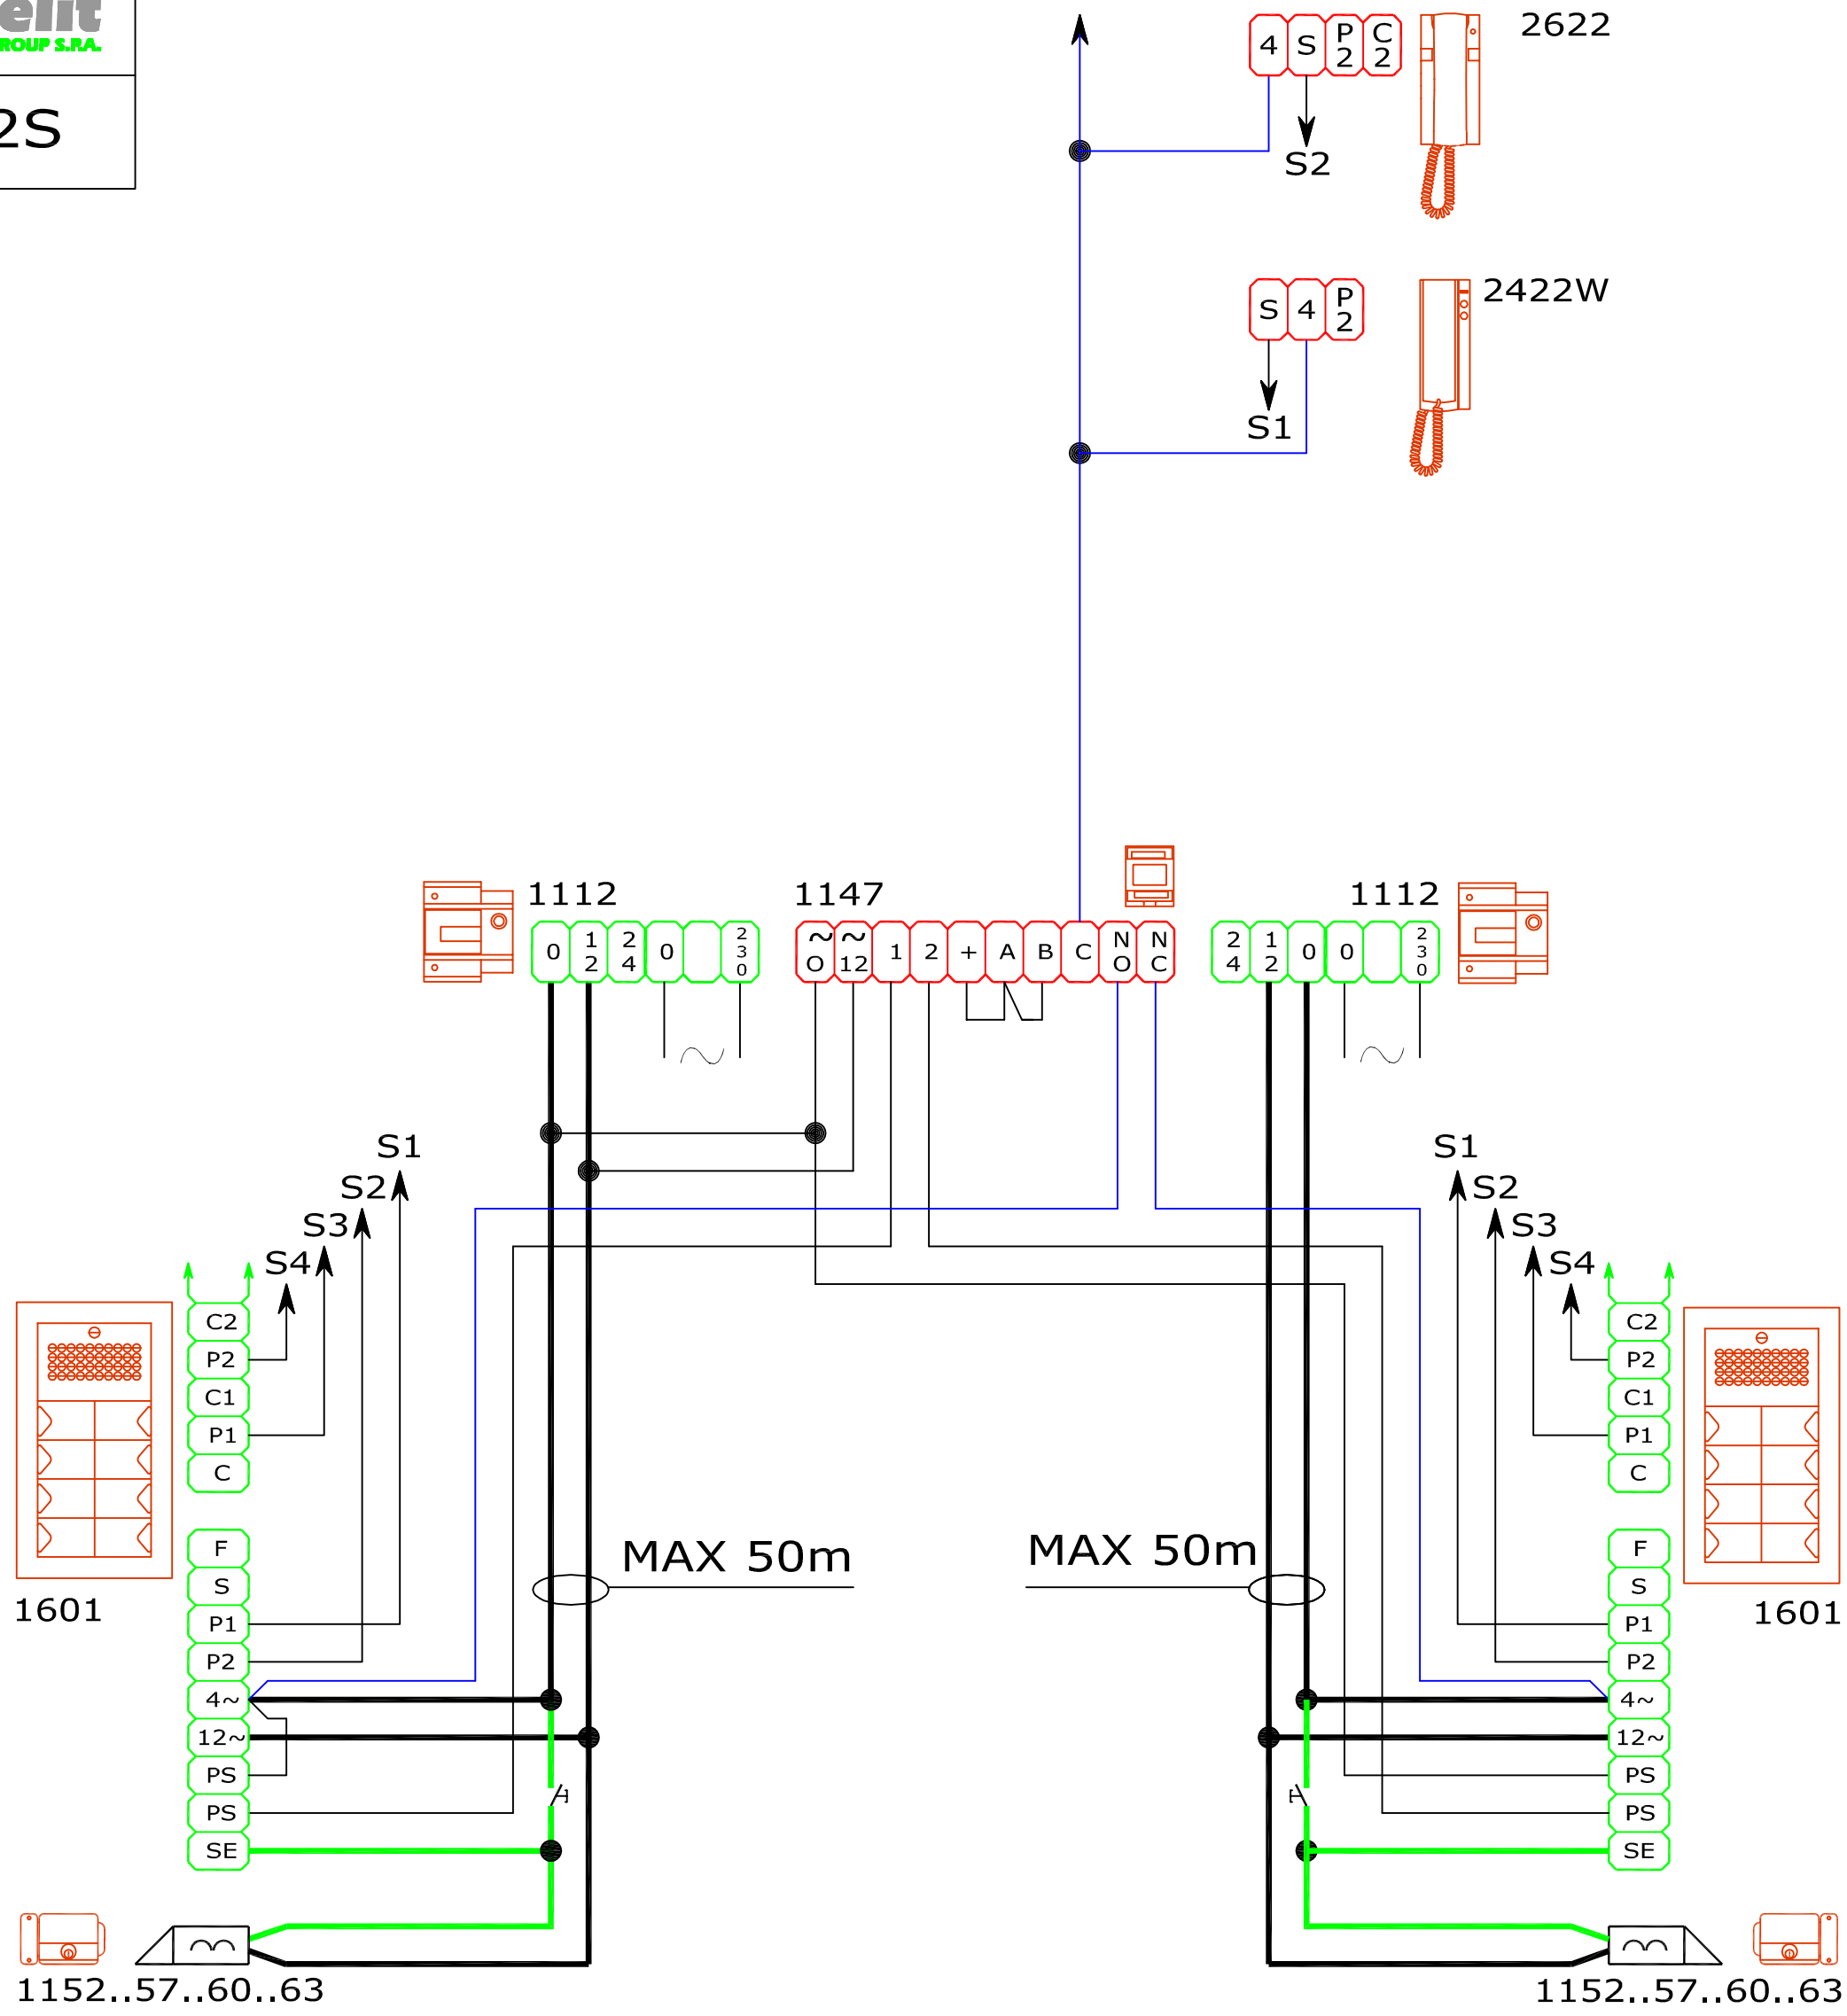 elit
ROUP S.P.A.
2S
4 S P2 C2
2622
S2
S 4 P2
2422W
S1
1112
1147
1112
0 12 24 0 230
~O ~12 1 2 + A B C NO NC
24 12 0 0 230
S1
S2
S3
S4
S1
S2
S3
S4
C2
P2
C1
P1
C
F
S
P1
P2
4~
12~
PS
PS
SE
1601
MAX 50m
MAX 50m
C2
P2
C1
P1
C
F
S
P1
P2
4~
12~
PS
PS
SE
1601
1152..57..60..63
1152..57..60..63